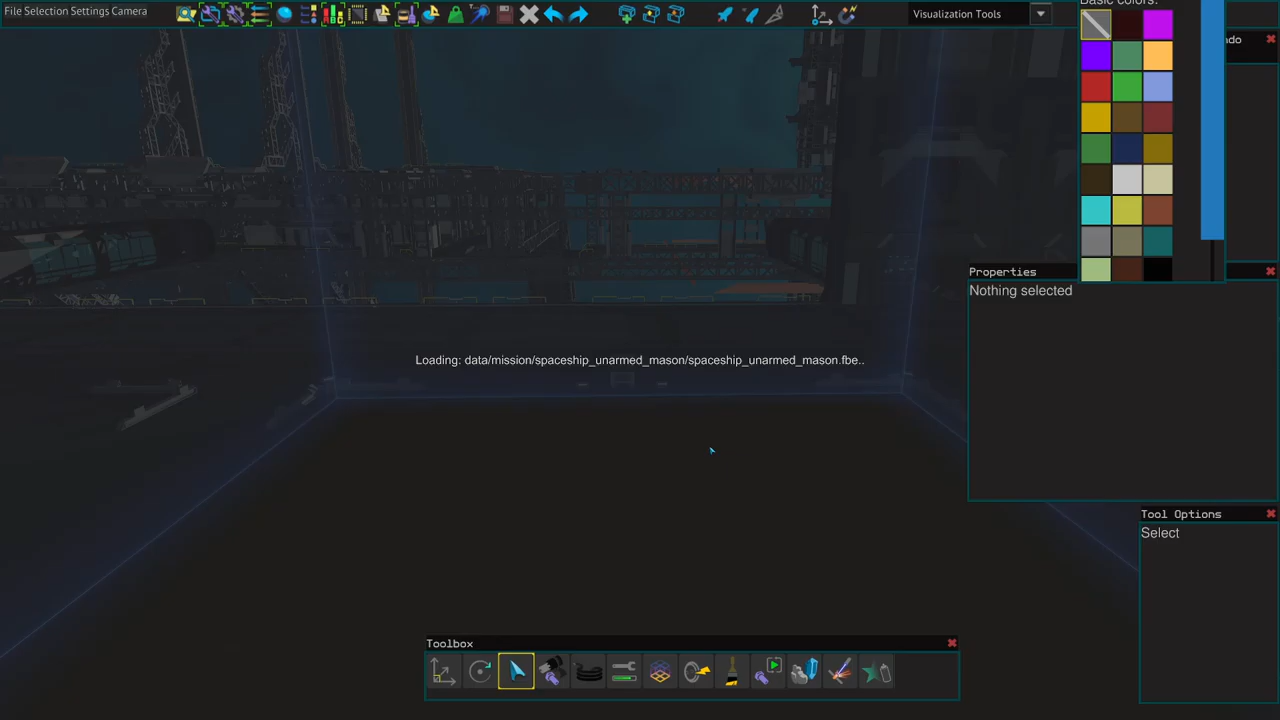 File Selection Settings Camera
Visualization Tools
Basic colors:
ndo
Properties
Nothing selected
Loading: data/mission/spaceship_unarmed_mason/spaceship_unarmed_mason.fbe..
Tool Options
Select
Toolbox